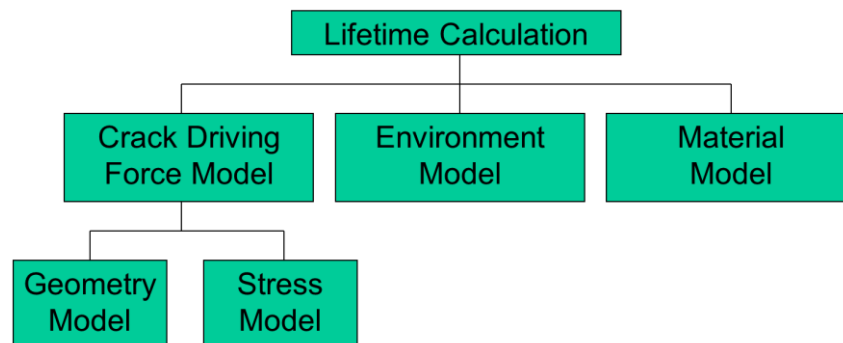 Lifetime Calculation
Crack Driving
Force Model
Environment
Model
Material
Model
Geometry
Model
Stress
Model